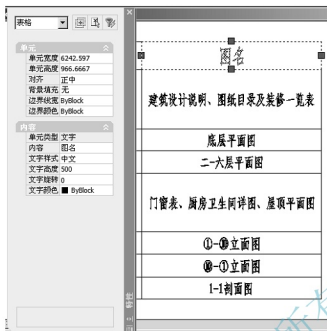 表格
单元
单元宽度 6242.597
单元高度 966.6667
对齐 正中
背景填充 无
边界线宽 ByBlock
边界颜色 ByBlock
内容
单元类型 文字
内容 图名
文字样式 中文
文字高度 500
文字旋转 0
文字颜色 ByBlock
特性
图名
建筑设计说明、图纸目录及装修一览表
底层平面图
二-六层平面图
门窗表、厨房卫生间详图、屋顶平面图
立面图
立面图
1-1剖面图